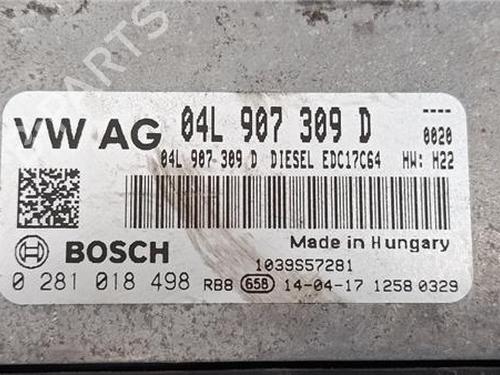 VW AG 04L 907 309 D
----
0020
04L 907 309 D DIESEL EDC17C64 HW: H22
BOSCH
Made in Hungary
1039S57281
0 281 018 498 RB8 658 14-04-17 1258 0329